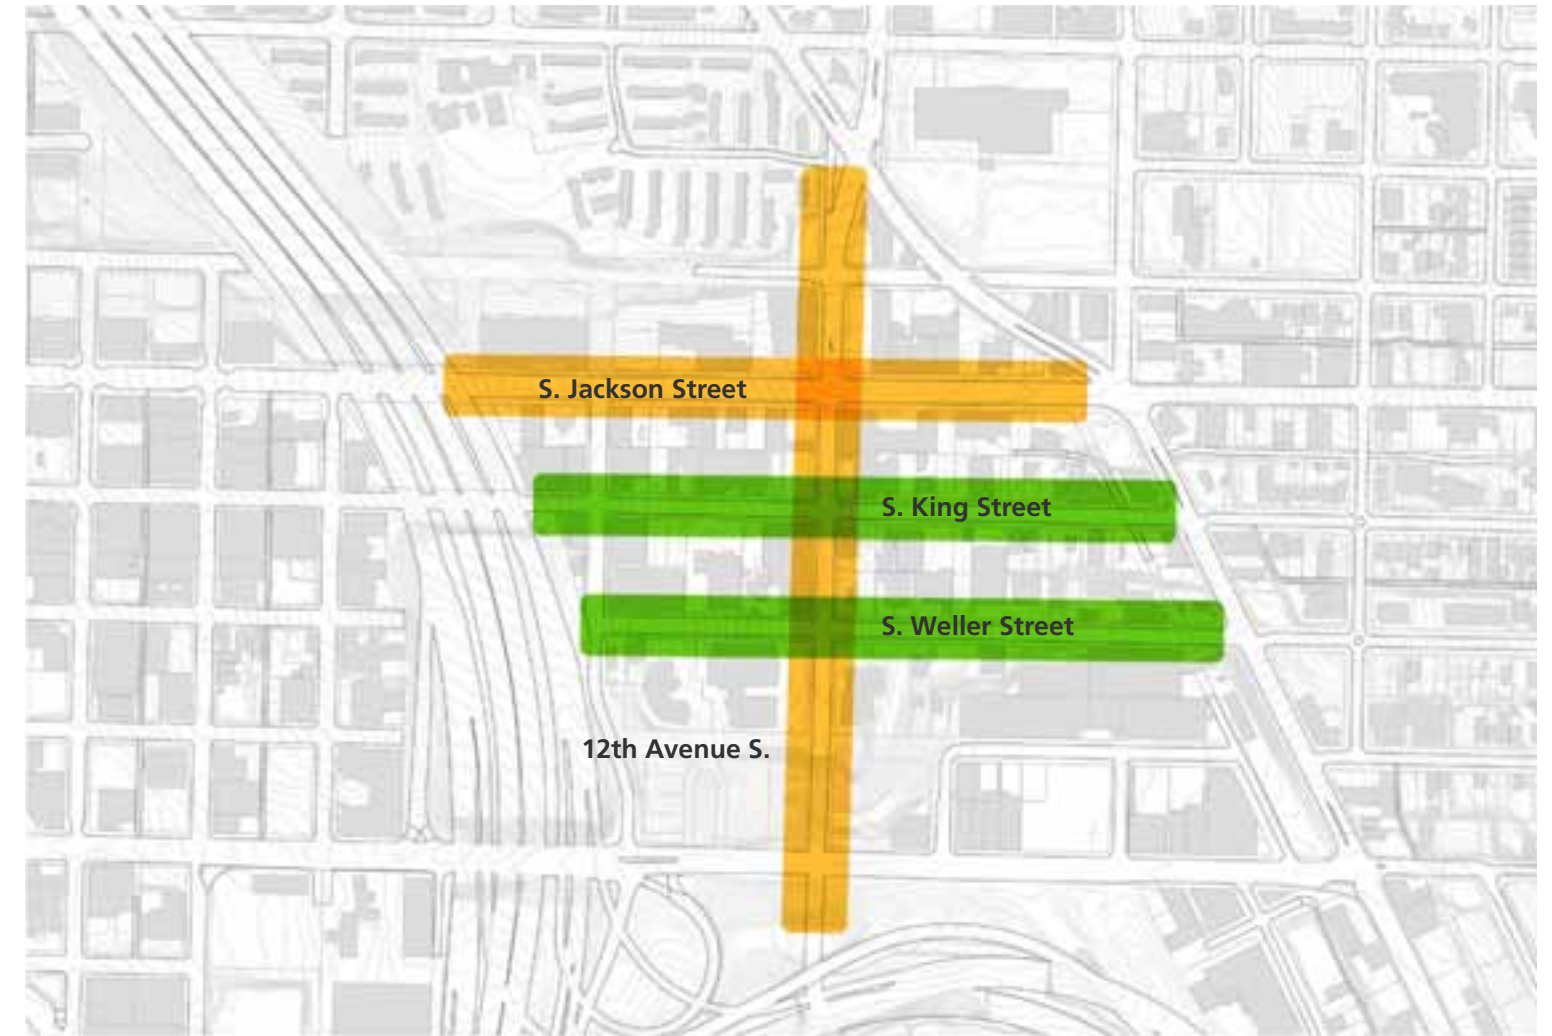 S. Jackson Street
S. King Street
S. Weller Street
12th Avenue S.